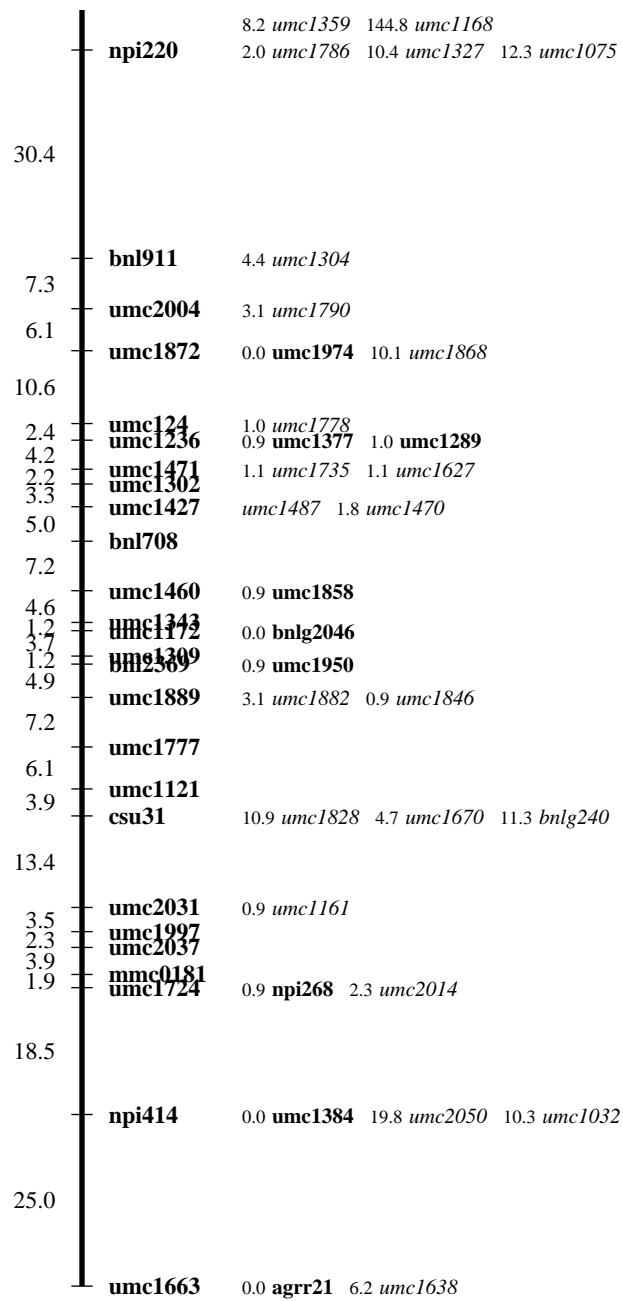 8.2 umc1359 144.8 umc1168
npi220 2.0 umc1786 10.4 umc1327 12.3 umc1075
30.4
bnl911 4.4 umc1304
7.3
umc2004 3.1 umc1790
6.1
umc1872 0.0 umc1974 10.1 umc1868
10.6
umc124 1.0 umc1778
2.4
umc1236 0.9 umc1377 1.0 umc1289
4.2
umc1471 1.1 umc1735 1.1 umc1627
2.2
umc1302
3.3
umc1427 umc1487 1.8 umc1470
5.0
bnl708
7.2
umc1460 0.9 umc1858
4.6
umc1343
1.2
umc1172 0.0 bnlg2046
3.7
umc1309
1.2
bnl2369 0.9 umc1950
4.9
umc1889 3.1 umc1882 0.9 umc1846
7.2
umc1777
6.1
umc1121
3.9
csu31 10.9 umc1828 4.7 umc1670 11.3 bnlg240
13.4
umc2031 0.9 umc1161
3.5
umc1997
2.3
umc2037
3.9
mmc0181
1.9
umc1724 0.9 npi268 2.3 umc2014
18.5
npi414 0.0 umc1384 19.8 umc2050 10.3 umc1032
25.0
umc1663 0.0 agrr21 6.2 umc1638